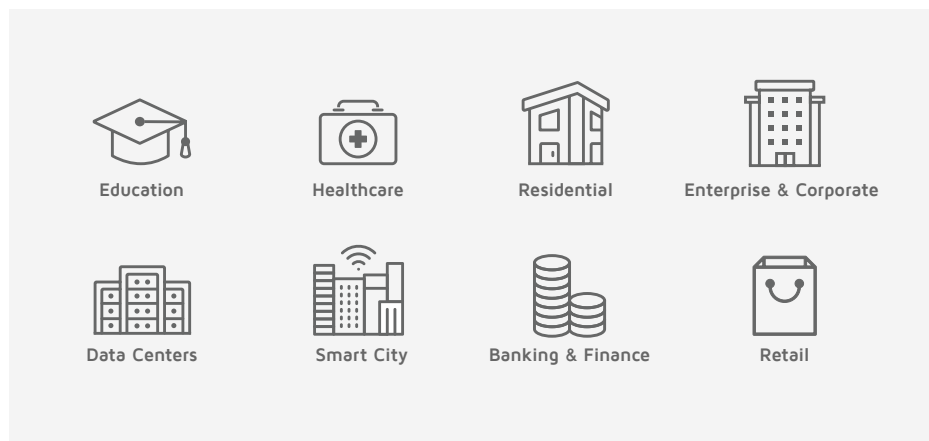 Education
Healthcare
Residential
Enterprise & Corporate
Data Centers
Smart City
Banking & Finance
Retail